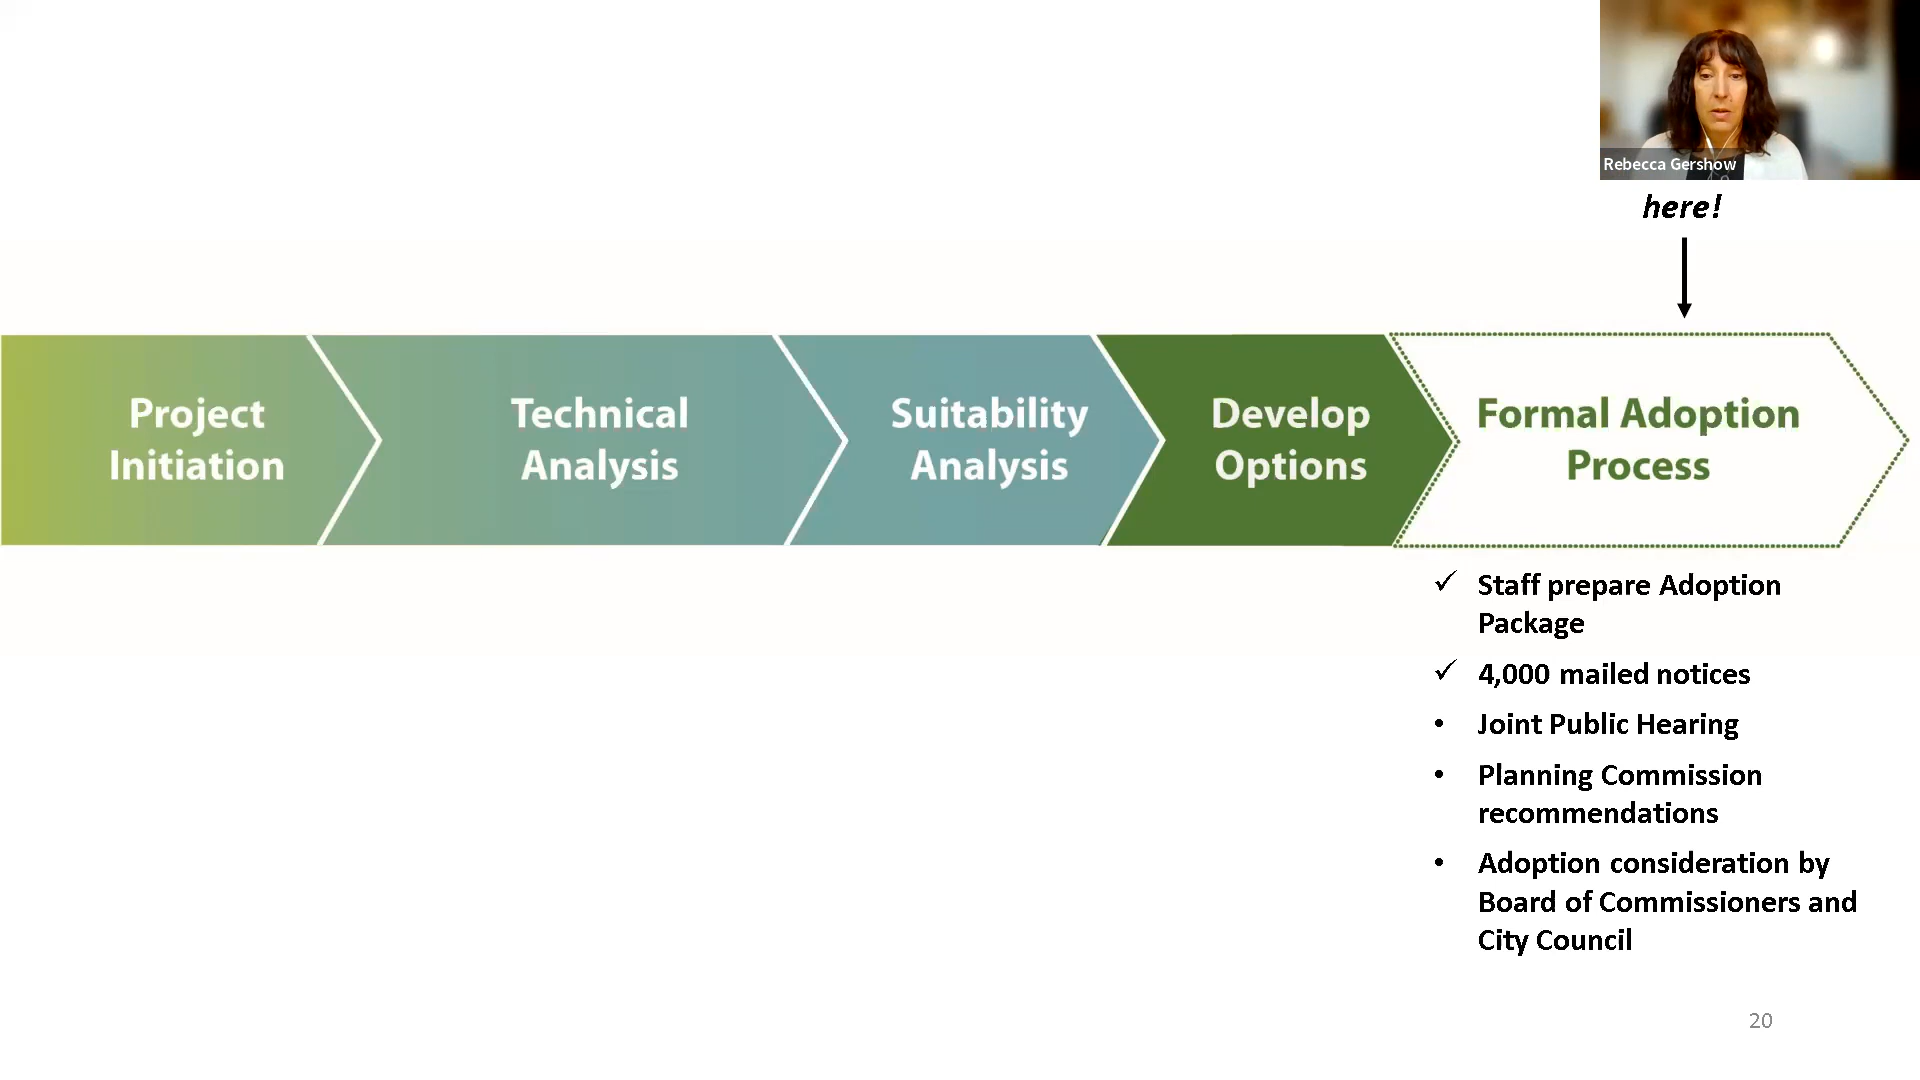 Rebecca Gershow
here!
Project
Initiation
Technical
Analysis
Suitability
Analysis
Develop
Options
Formal Adoption
Process
✓ Staff prepare Adoption
Package
✓ 4,000 mailed notices
• Joint Public Hearing
• Planning Commission
recommendations
• Adoption consideration by
Board of Commissioners and
City Council
20